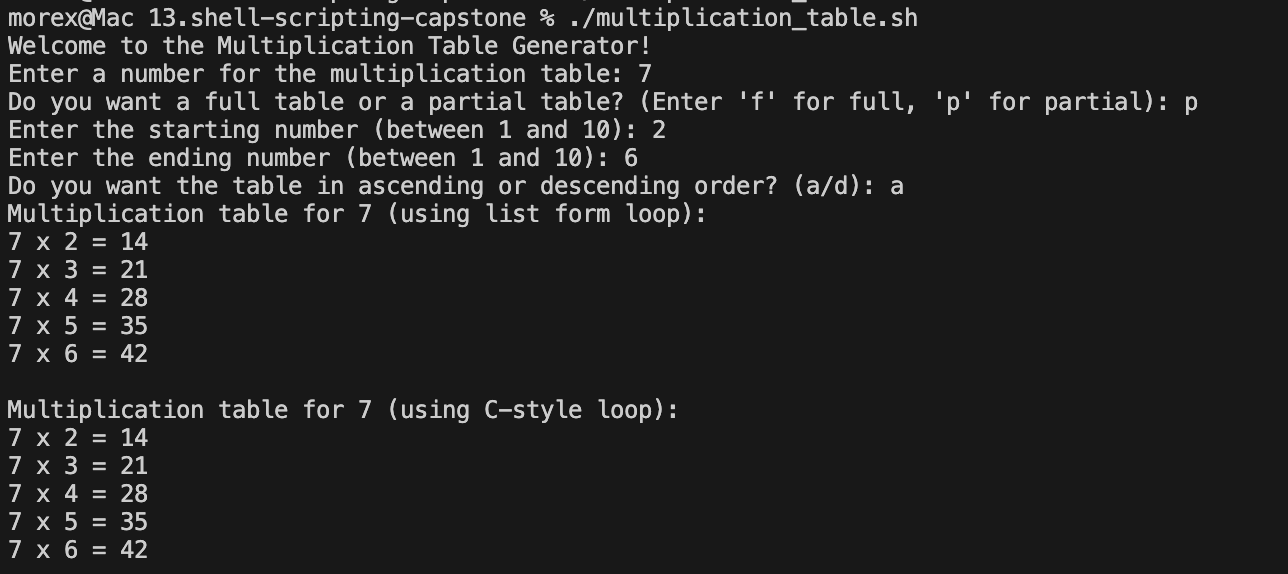 morex@Mac 13.shell-scripting-capstone % ./multiplication_table.sh
Welcome to the Multiplication Table Generator!
Enter a number for the multiplication table: 7
Do you want a full table or a partial table? (Enter 'f' for full, 'p' for partial): p
Enter the starting number (between 1 and 10): 2
Enter the ending number (between 1 and 10): 6
Do you want the table in ascending or descending order? (a/d): a
Multiplication table for 7 (using list form loop):
7 x 2 = 14
7 x 3 = 21
7 x 4 = 28
7 x 5 = 35
7 x 6 = 42
Multiplication table for 7 (using C-style loop):
7 x 2 = 14
7 x 3 = 21
7 x 4 = 28
7 x 5 = 35
7 x 6 = 42